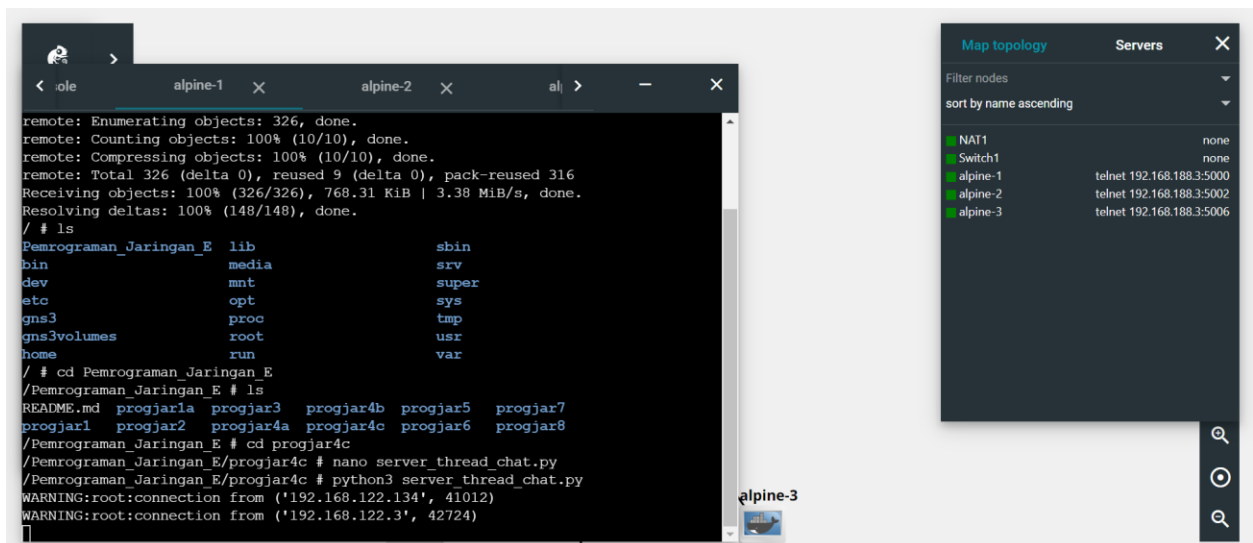 ole alpine-1 alpine-2 al
remote: Enumerating objects: 326, done.
remote: Counting objects: 100% (10/10), done.
remote: Compressing objects: 100% (10/10), done.
remote: Total 326 (delta 0), reused 9 (delta 0), pack-reused 316
Receiving objects: 100% (326/326), 768.31 KiB | 3.38 MiB/s, done.
Resolving deltas: 100% (148/148), done.
/ # ls
Pemrograman_Jaringan_E lib sbin
bin media srv
dev mnt super
etc opt sys
gns3 proc tmp
gns3volumes root usr
home run var
/ # cd Pemrograman_Jaringan_E
/Pemrograman_Jaringan_E # ls
README.md progjar1a progjar3 progjar4b progjar5 progjar7
progjar1 progjar2 progjar4a progjar4c progjar6 progjar8
/Pemrograman_Jaringan_E # cd progjar4c
/Pemrograman_Jaringan_E/progjar4c # nano server_thread_chat.py
/Pemrograman_Jaringan_E/progjar4c # python3 server_thread_chat.py
WARNING:root:connection from ('192.168.122.134', 41012)
WARNING:root:connection from ('192.168.122.3', 42724)
alpine-3
Map topology Servers
Filter nodes
sort by name ascending
NAT1 none
Switch1 none
alpine-1 telnet 192.168.188.3:5000
alpine-2 telnet 192.168.188.3:5002
alpine-3 telnet 192.168.188.3:5006